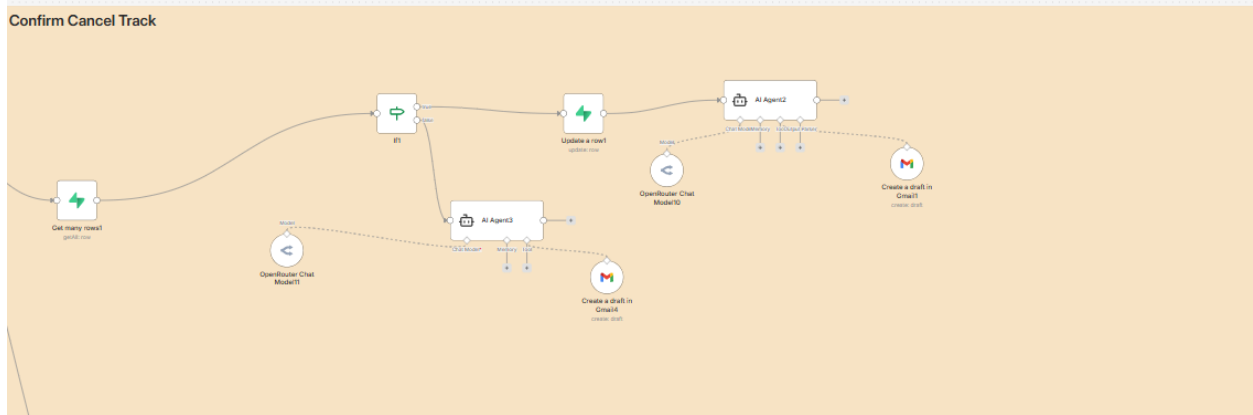 Confirm Cancel Track
If1
true
false
Update a row1
update: row
AI Agent2
Chat Model
Memory
Tool
Output Parser
Model
OpenRouter Chat
Model10
Create a draft in
Gmail1
create: draft
Get many rows1
getAll: row
AI Agent3
Chat Model*
Memory
Tool
Model
OpenRouter Chat
Model11
Create a draft in
Gmail4
create: draft